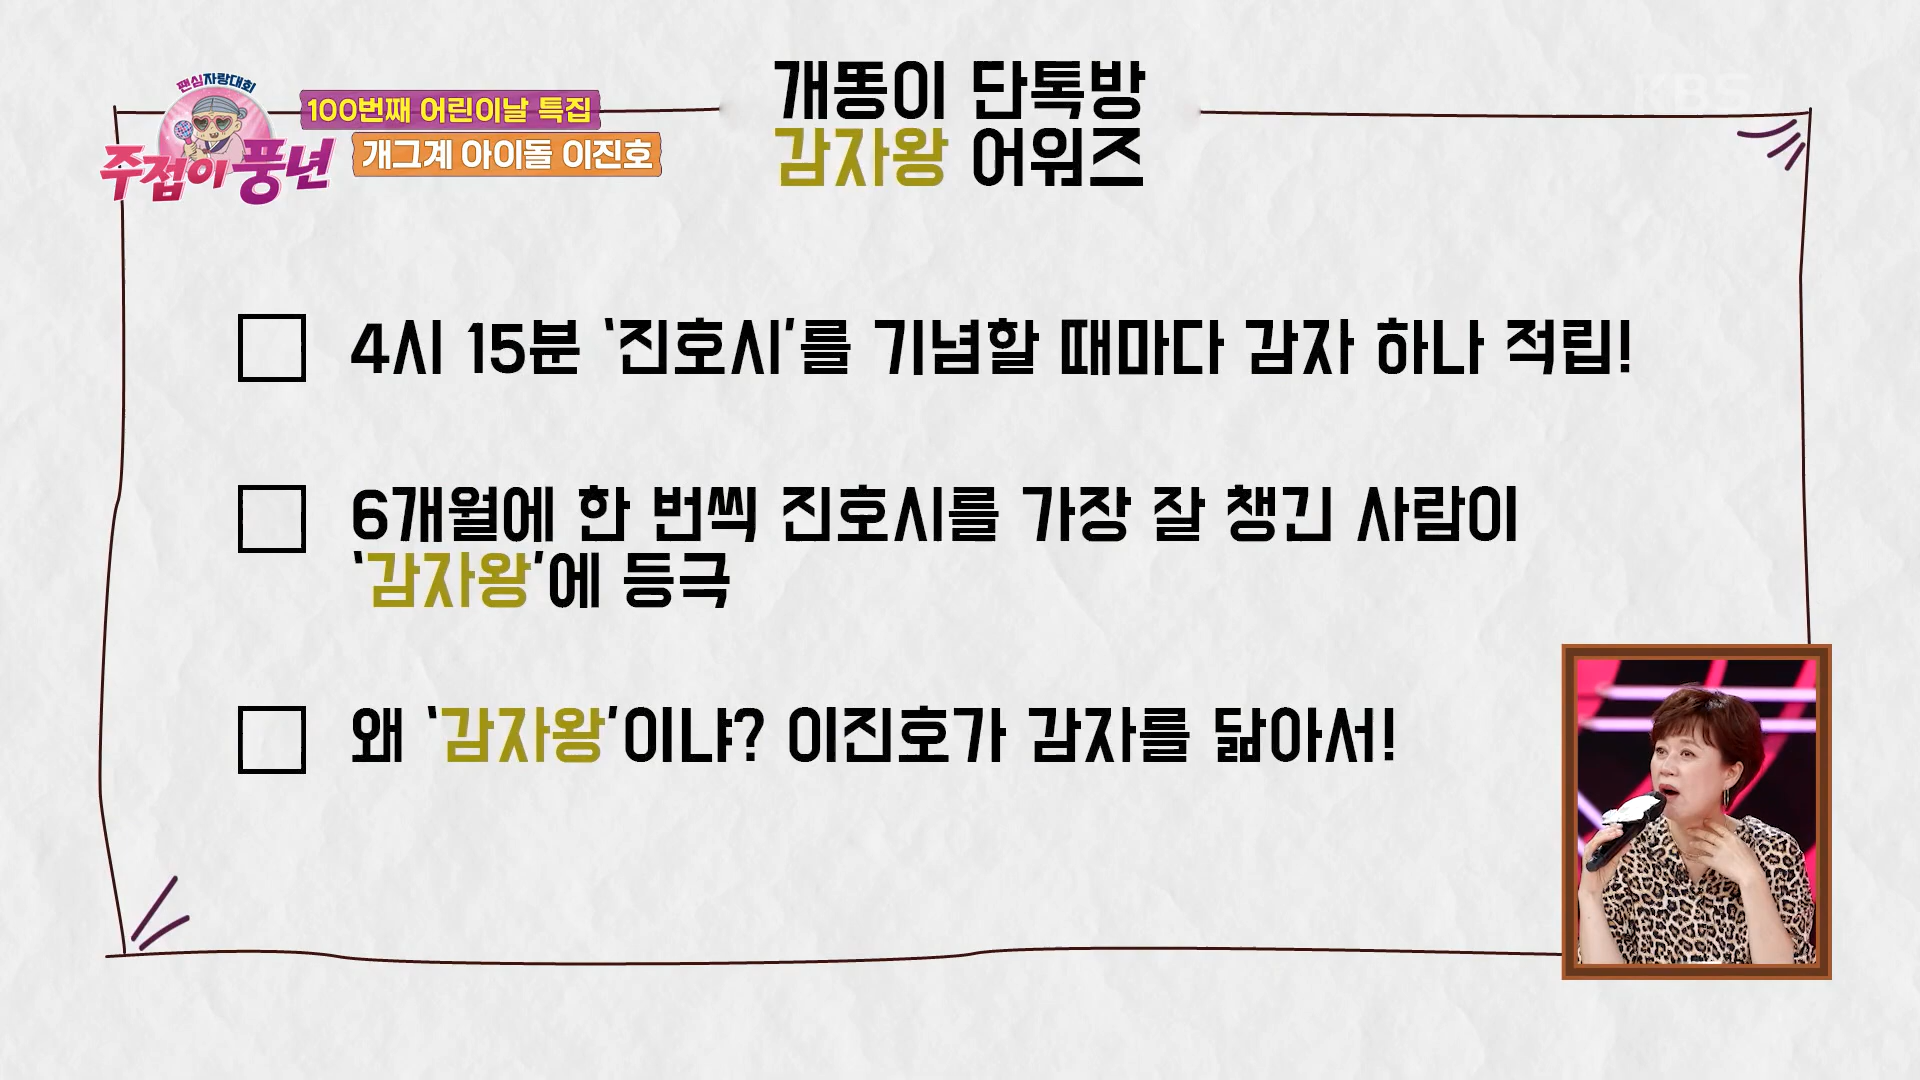 팬심자랑대회
주접이 풍년
100번째 어린이날 특집
개그계 아이돌 이진호
KBS
개똥이 단톡방
감자왕 어워즈
4시 15분 '진호시'를 기념할 때마다 감자 하나 적립!
6개월에 한 번씩 진호시를 가장 잘 챙긴 사람이
'감자왕'에 등극
왜 '감자왕'이냐? 이진호가 감자를 닮아서!